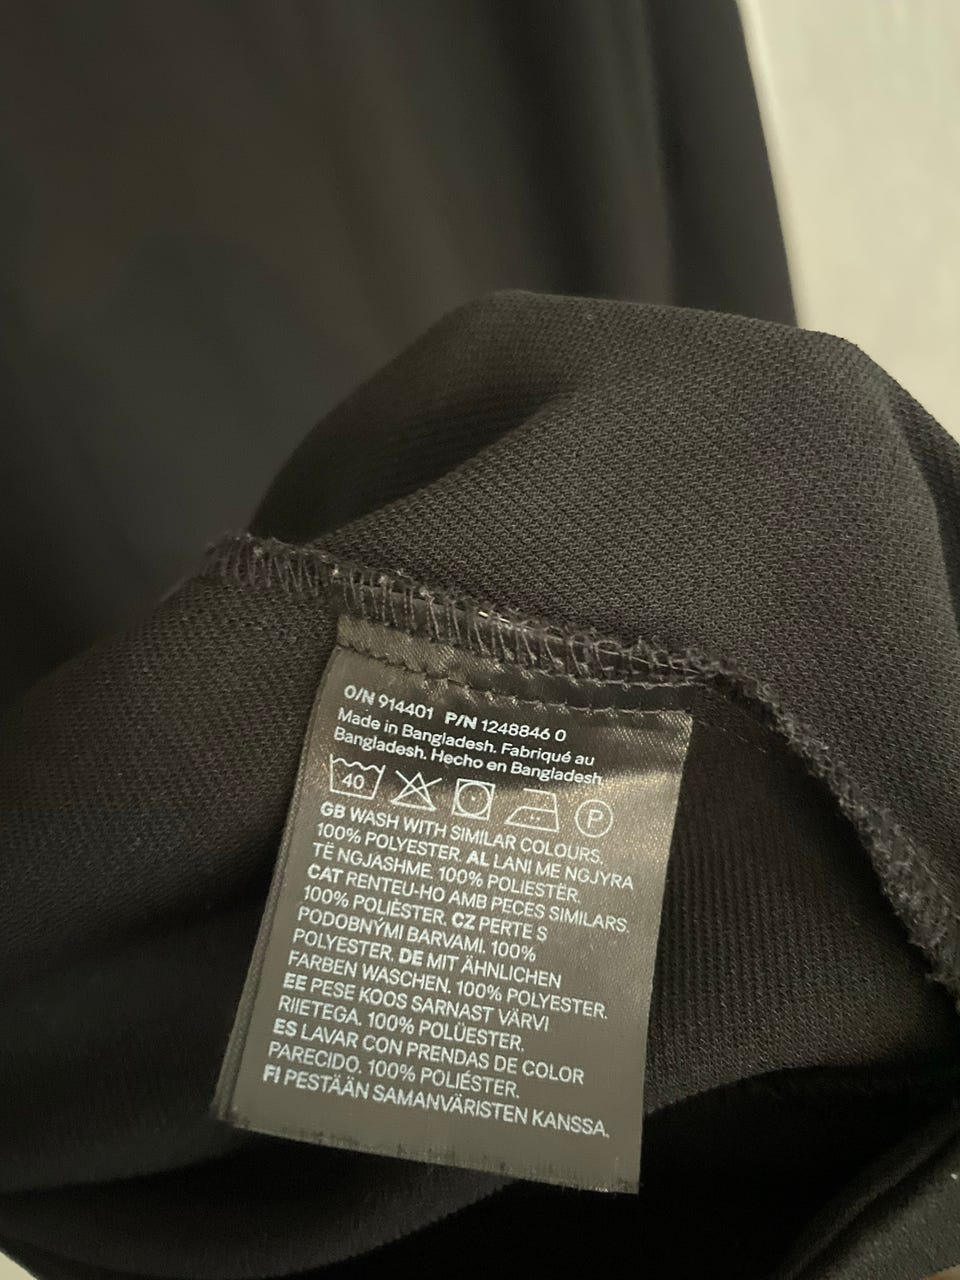 O/N 914401 P/N 1248846 0
Made in Bangladesh. Fabriqué au
Bangladesh. Hecho en Bangladesh.
40 P
GB WASH WITH SIMILAR COLOURS.
100% POLYESTER. AL LANI ME NGJYRA
TË NGJASHME. 100% POLIESTËR.
CAT RENTEU-HO AMB PECES SIMILARS.
100% POLIÈSTER. CZ PERTE S
PODOBNÝMI BARVAMI. 100%
POLYESTER. DE MIT ÄHNLICHEN
FARBEN WASCHEN. 100% POLYESTER.
EE PESE KOOS SARNAST VÄRVI
RIIETEGA. 100% POLÜESTER.
ES LAVAR CON PRENDAS DE COLOR
PARECIDO. 100% POLIÉSTER.
FI PESTÄÄN SAMANVÄRISTEN KANSSA.